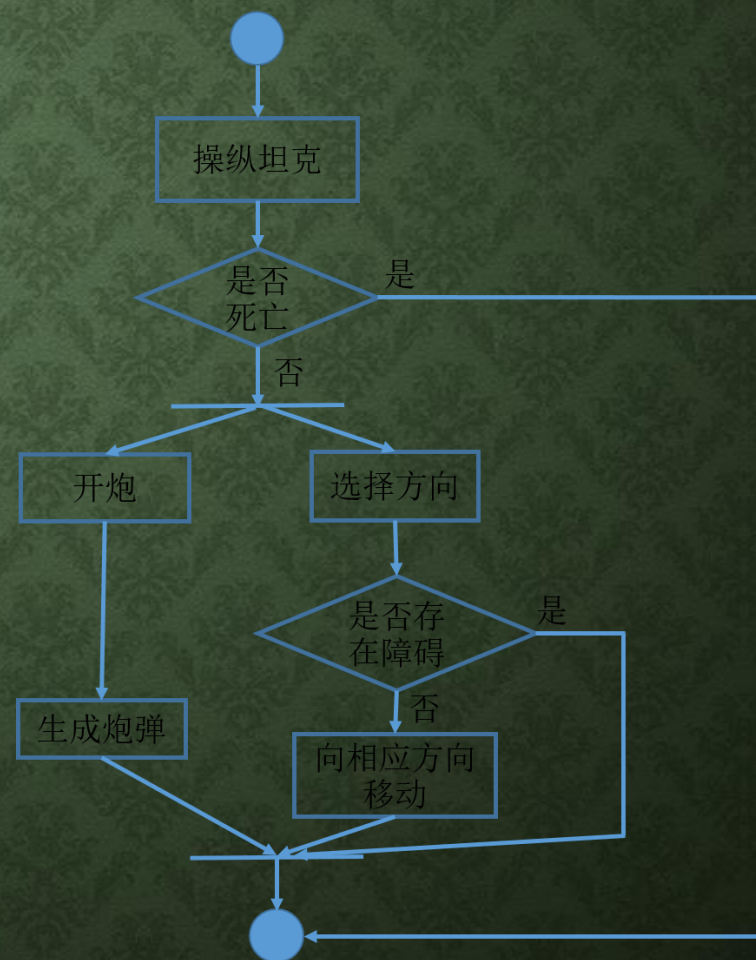 操纵坦克
是否
死亡
是
否
开炮
选择方向
是否存
在障碍
是
否
生成炮弹
向相应方向
移动